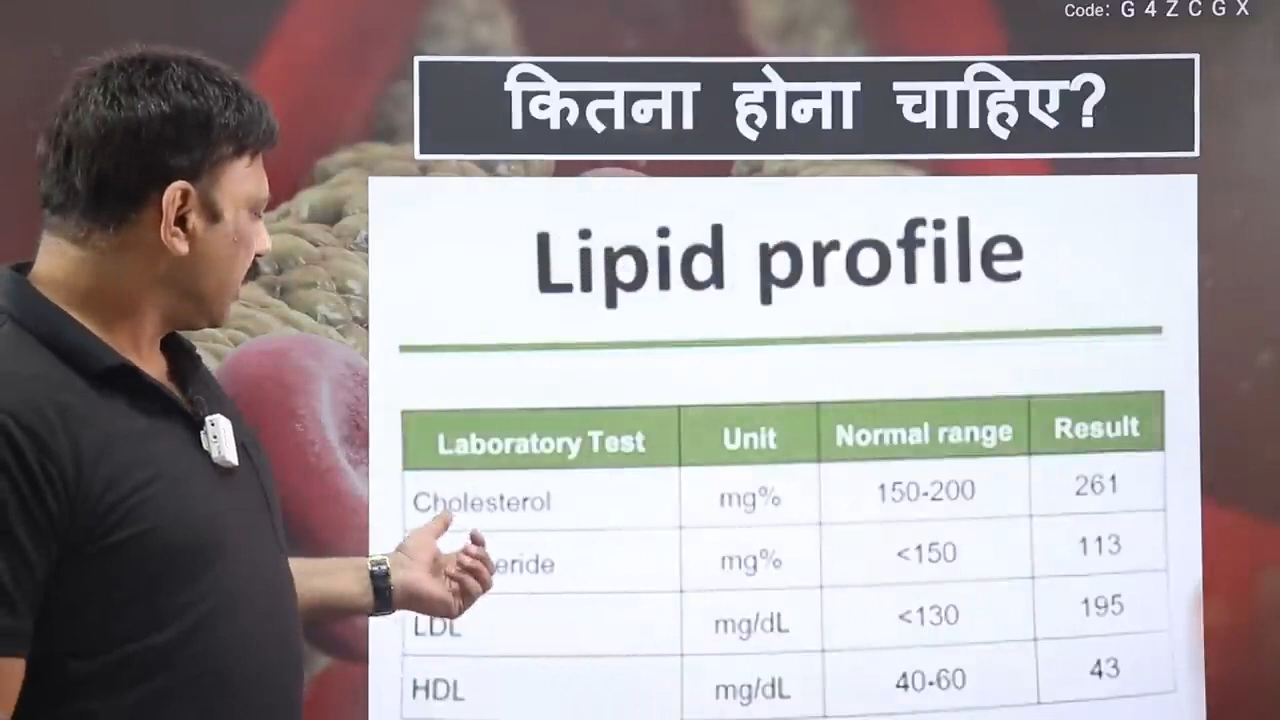 Code: G 4 Z C G X
कितना होना चाहिए?
Lipid profile
Laboratory Test Unit Normal range Result
Cholesterol mg% 150-200 261
mg% <150 113
LDL mg/dL <130 195
HDL mg/dL 40-60 43